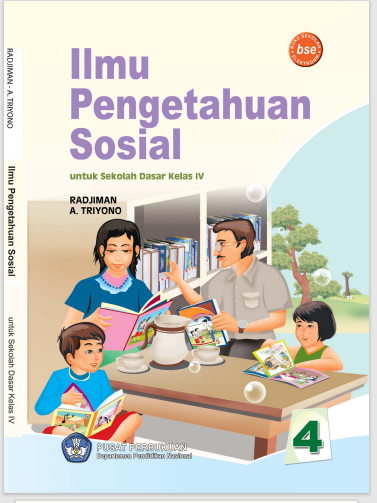 Ilmu
Pengetahuan
Sosial
untuk Sekolah Dasar Kelas IV
RADJIMAN
A. TRIYONO
bse
RADJIMAN - A. TRIYONO
Ilmu Pengetahuan Sosial
untuk Sekolah Dasar Kelas IV
PUSAT PERBUKUAN
Departemen Pendidikan Nasional
4